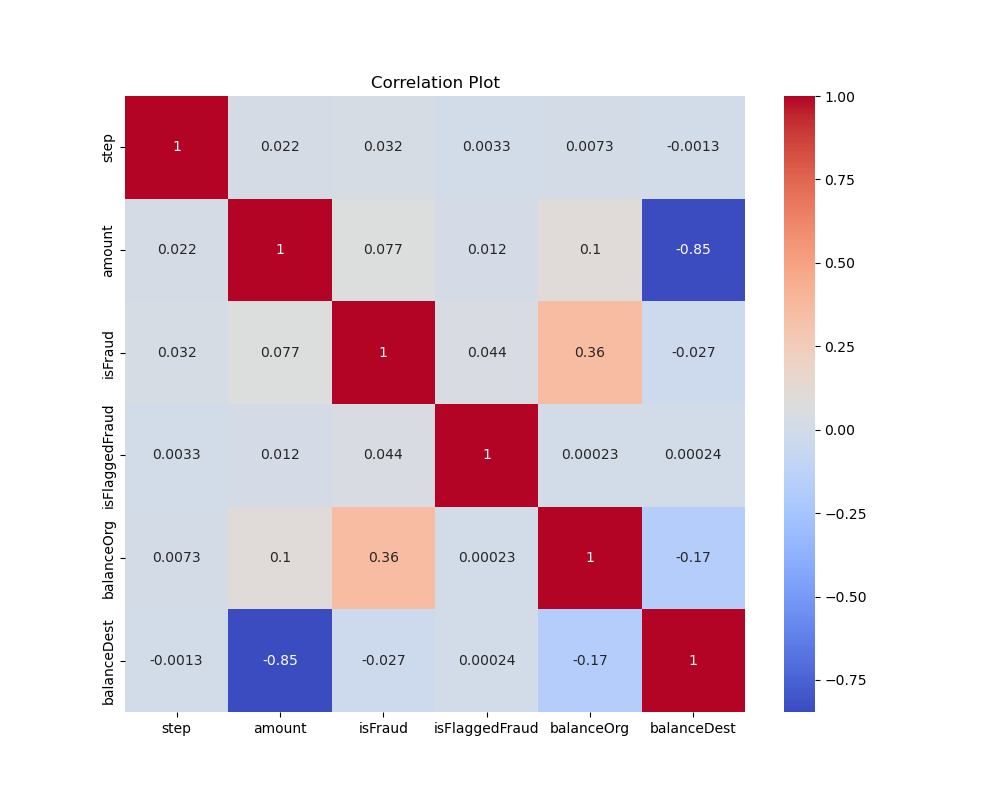 Correlation Plot
step 1 0.022 0.032 0.0033 0.0073 -0.0013
amount 0.022 1 0.077 0.012 0.1 -0.85
isFraud 0.032 0.077 1 0.044 0.36 -0.027
isFlaggedFraud 0.0033 0.012 0.044 1 0.00023 0.00024
balanceOrg 0.0073 0.1 0.36 0.00023 1 -0.17
balanceDest -0.0013 -0.85 -0.027 0.00024 -0.17 1
step amount isFraud isFlaggedFraud balanceOrg balanceDest
1.00
0.75
0.50
0.25
0.00
−0.25
−0.50
−0.75